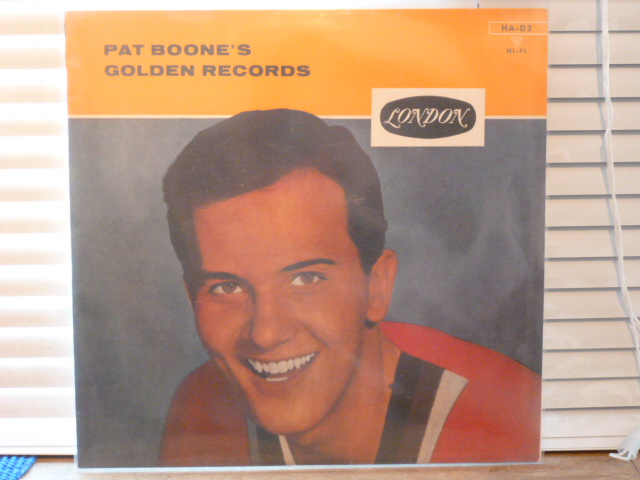 PAT BOONE'S
GOLDEN RECORDS
HA-D2
HI-FI
LONDON